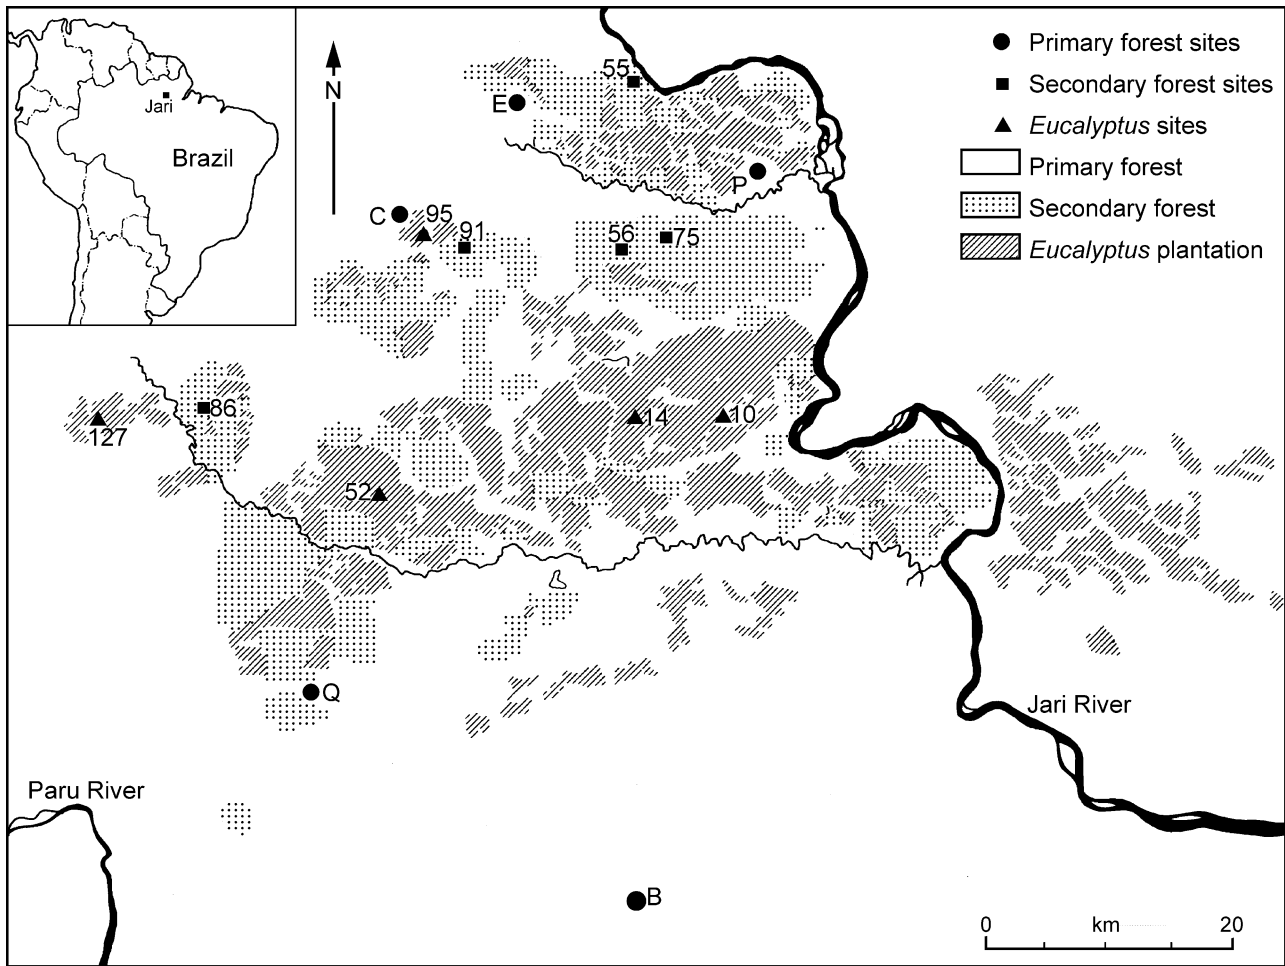 Jari
Brazil
N
Primary forest sites
Secondary forest sites
Eucalyptus sites
Primary forest
Secondary forest
Eucalyptus plantation
55
E
P
C
95
91
56
75
86
127
14
10
52
Q
Jari River
Paru River
B
0 km 20